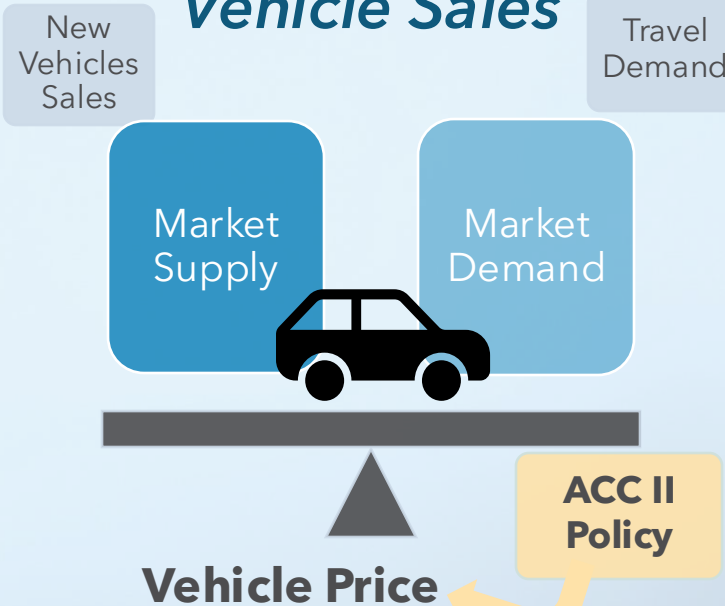 Vehicle Sales
New
Vehicles
Sales
Travel
Demand
Market
Supply
Market
Demand
ACC II
Policy
Vehicle Price